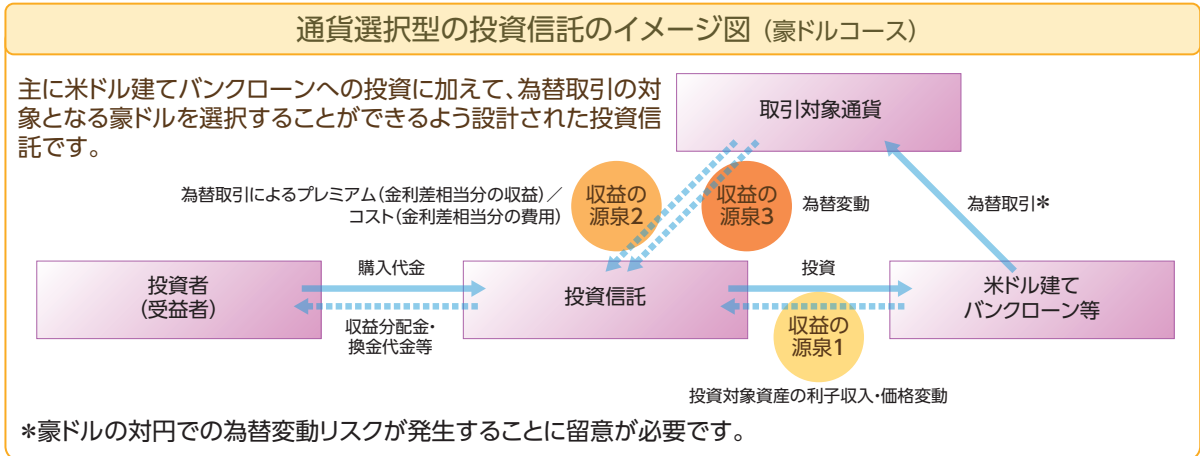 通貨選択型の投資信託のイメージ図（豪ドルコース）
主に米ドル建てバンクローンへの投資に加えて、為替取引の対
象となる豪ドルを選択することができるよう設計された投資信
託です。
取引対象通貨
為替取引によるプレミアム（金利差相当分の収益）／
コスト（金利差相当分の費用）
収益の
源泉2
収益の
源泉3
為替変動
為替取引＊
投資者
（受益者）
購入代金
収益分配金・
換金代金等
投資信託
投資
収益の
源泉1
米ドル建て
バンクローン等
投資対象資産の利子収入・価格変動
＊豪ドルの対円での為替変動リスクが発生することに留意が必要です。